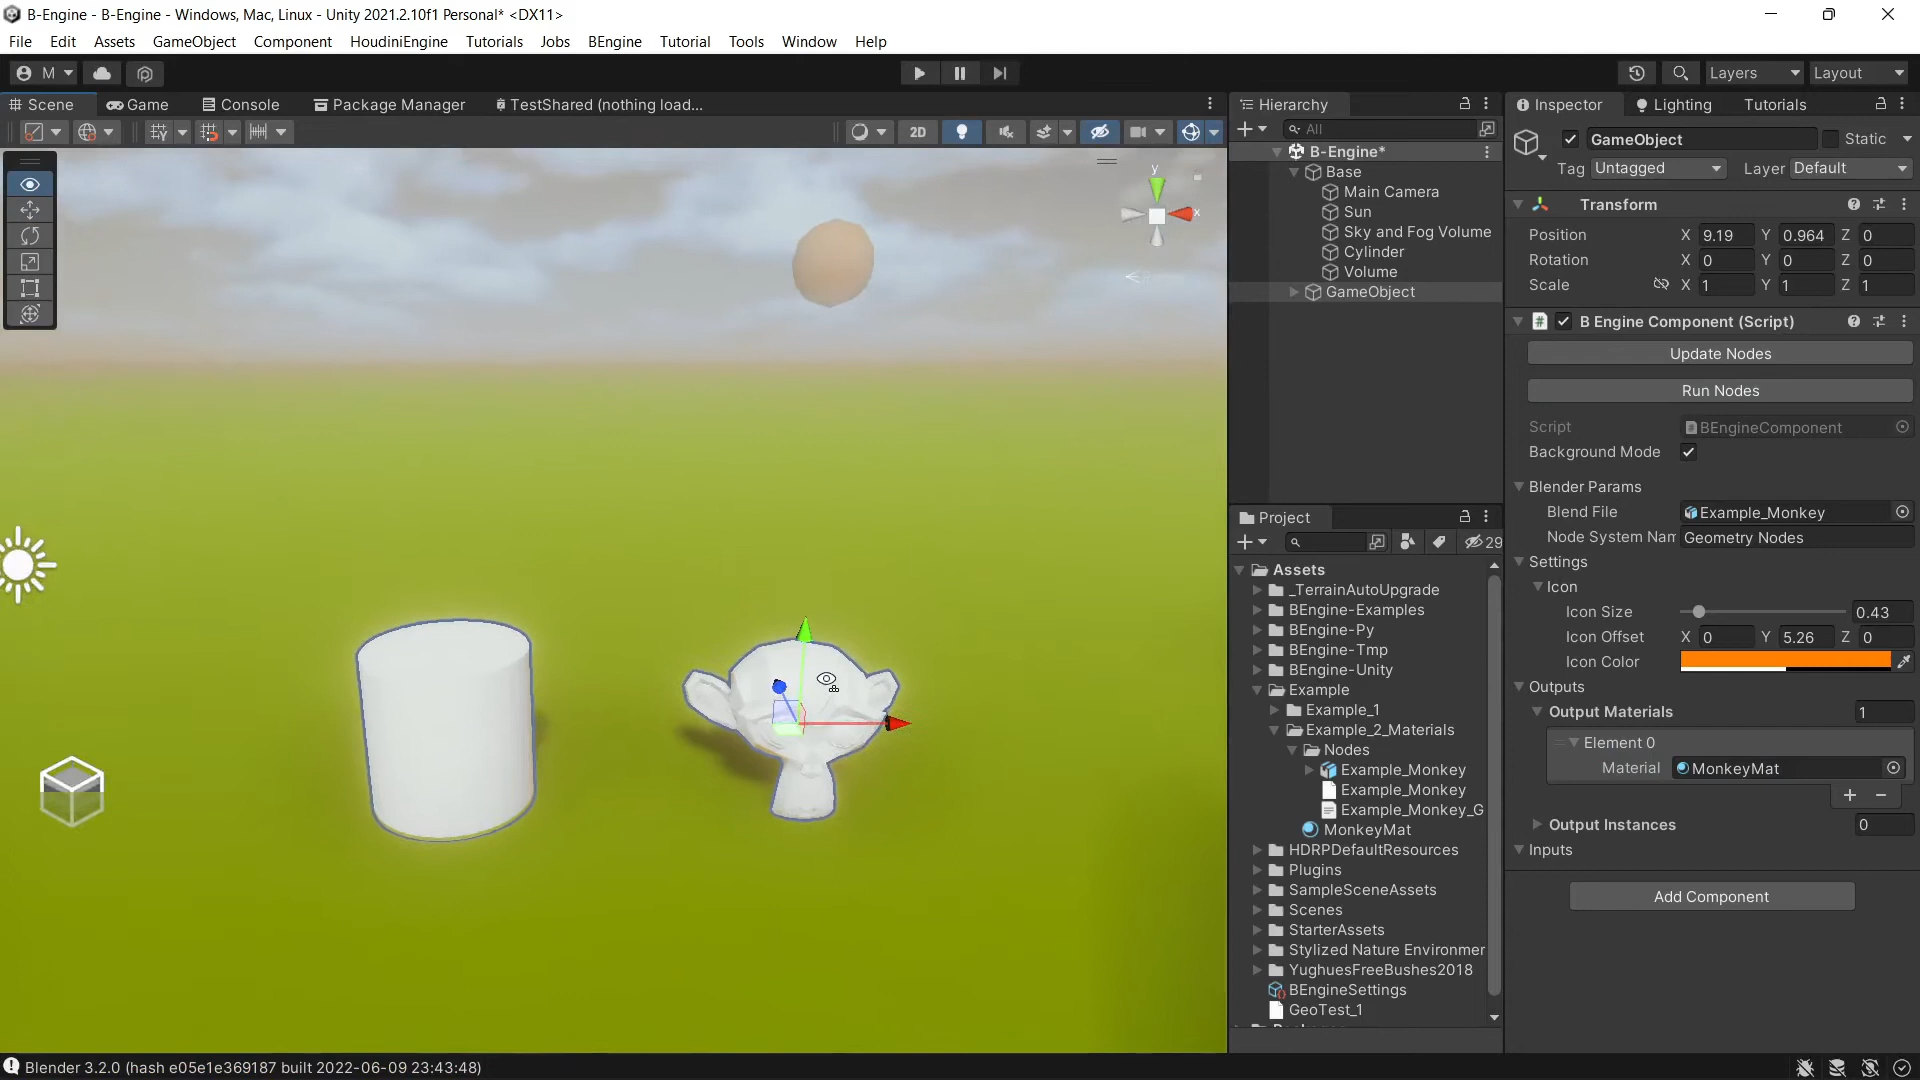 B-Engine - B-Engine - Windows, Mac, Linux - Unity 2021.2.10f1 Personal* <DX11>
File Edit Assets GameObject Component HoudiniEngine Tutorials Jobs BEngine Tutorial Tools Window Help
M Layers Layout
Scene Game Console Package Manager TestShared (nothing load...
2D
y
x
Hierarchy
All
B-Engine*
Base
Main Camera
Sun
Sky and Fog Volume
Cylinder
Volume
GameObject
Project
29
Assets
_TerrainAutoUpgrade
BEngine-Examples
BEngine-Py
BEngine-Tmp
BEngine-Unity
Example
Example_1
Example_2_Materials
Nodes
Example_Monkey
Example_Monkey
Example_Monkey_G
MonkeyMat
HDRPDefaultResources
Plugins
SampleSceneAssets
Scenes
StarterAssets
Stylized Nature Environmer
YughuesFreeBushes2018
BEngineSettings
GeoTest_1
Inspector Lighting Tutorials
GameObject Static
Tag Untagged Layer Default
Transform
Position X 9.19 Y 0.964 Z 0
Rotation X 0 Y 0 Z 0
Scale X 1 Y 1 Z 1
# B Engine Component (Script)
Update Nodes
Run Nodes
Script BEngineComponent
Background Mode
Blender Params
Blend File Example_Monkey
Node System Nam Geometry Nodes
Settings
Icon
Icon Size 0.43
Icon Offset X 0 Y 5.26 Z 0
Icon Color
Outputs
Output Materials 1
Element 0
Material MonkeyMat
+ −
Output Instances 0
Inputs
Add Component
Blender 3.2.0 (hash e05e1e369187 built 2022-06-09 23:43:48)